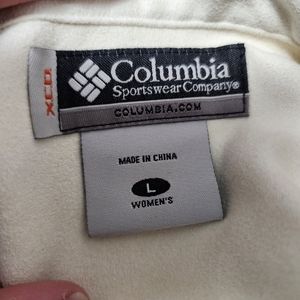 XCO
Columbia
Sportswear Company®
COLUMBIA.COM
MADE IN CHINA
L
WOMEN'S